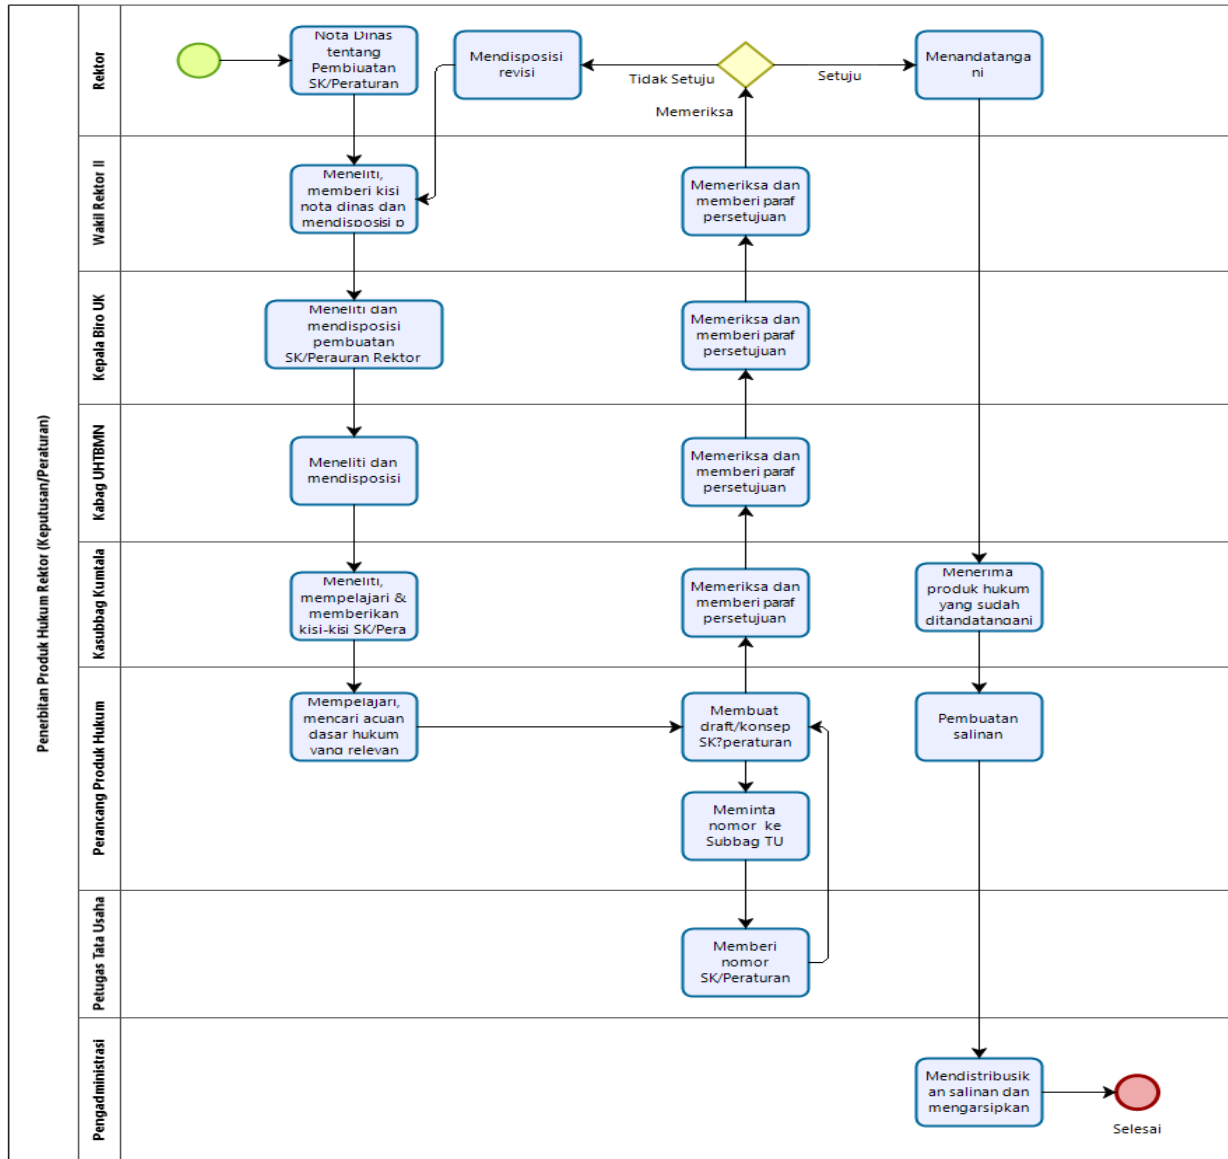 Penerbitan Produk Hukum Rektor (Keputusan/Peraturan)
Rektor
Nota Dinas
tentang
Pembiuatan
SK/Peraturan
Mendisposisi
revisi
Tidak Setuju
Setuju
Memeriksa
Menandatanga
ni
Wakil Rektor II
Meneliti,
memberi kisi
nota dinas dan
mendisposisi p
Memeriksa dan
memberi paraf
persetujuan
Kepala Biro UK
Meneliti dan
mendisposisi
pembuatan
SK/Perauran Rektor
Memeriksa dan
memberi paraf
persetujuan
Kabag UHTBMN
Meneliti dan
mendisposisi
Memeriksa dan
memberi paraf
persetujuan
Kasubbag Kumtala
Meneliti,
mempelajari &
memberikan
kisi-kisi SK/Pera
Memeriksa dan
memberi paraf
persetujuan
Menerima
produk hukum
yang sudah
ditandatangani
Perancang Produk Hukum
Mempelajari,
mencari acuan
dasar hukum
yang relevan
Membuat
draft/konsep
SK?peraturan
Pembuatan
salinan
Meminta
nomor ke
Subbag TU
Petugas Tata Usaha
Memberi
nomor
SK/Peraturan
Pengadministrasi
Mendistribusik
an salinan dan
mengarsipkan
Selesai